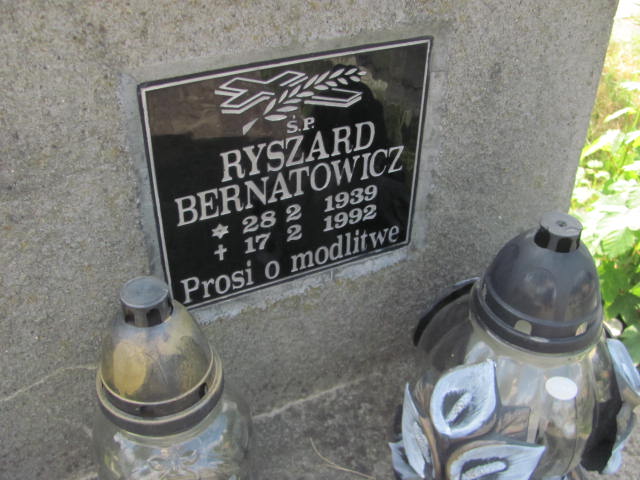 Ś.P.
RYSZARD
BERNATOWICZ
✡ 28 2 1939
✝ 17 2 1992
Prosi o modlitwe